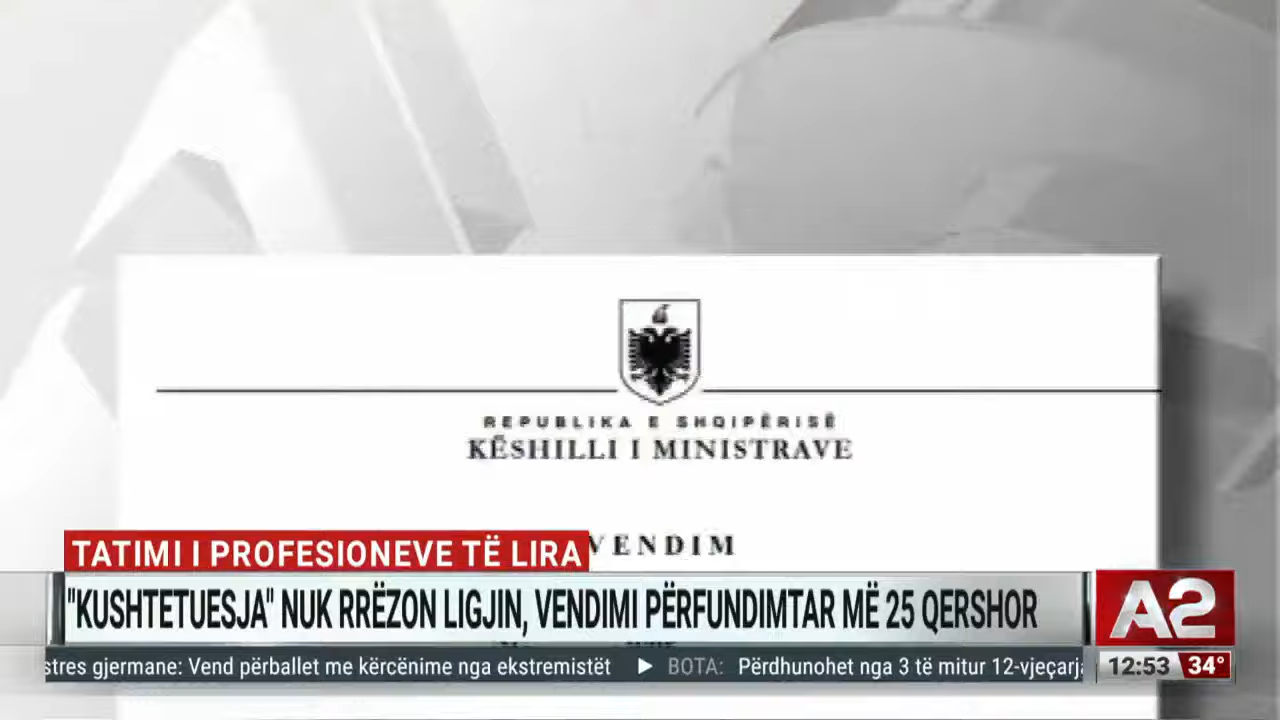 REPUBLIKA E SHQIPËRISË
KËSHILLI I MINISTRAVE
VENDIM
TATIMI I PROFESIONEVE TË LIRA
"KUSHTETUESJA" NUK RRËZON LIGJIN, VENDIMI PËRFUNDIMTAR MË 25 QERSHOR
A2
stres gjermane: Vend përballet me kërcënime nga ekstremistët ▶ BOTA: Përdhunohet nga 3 të mitur 12-vjeçarj
12:53 34°